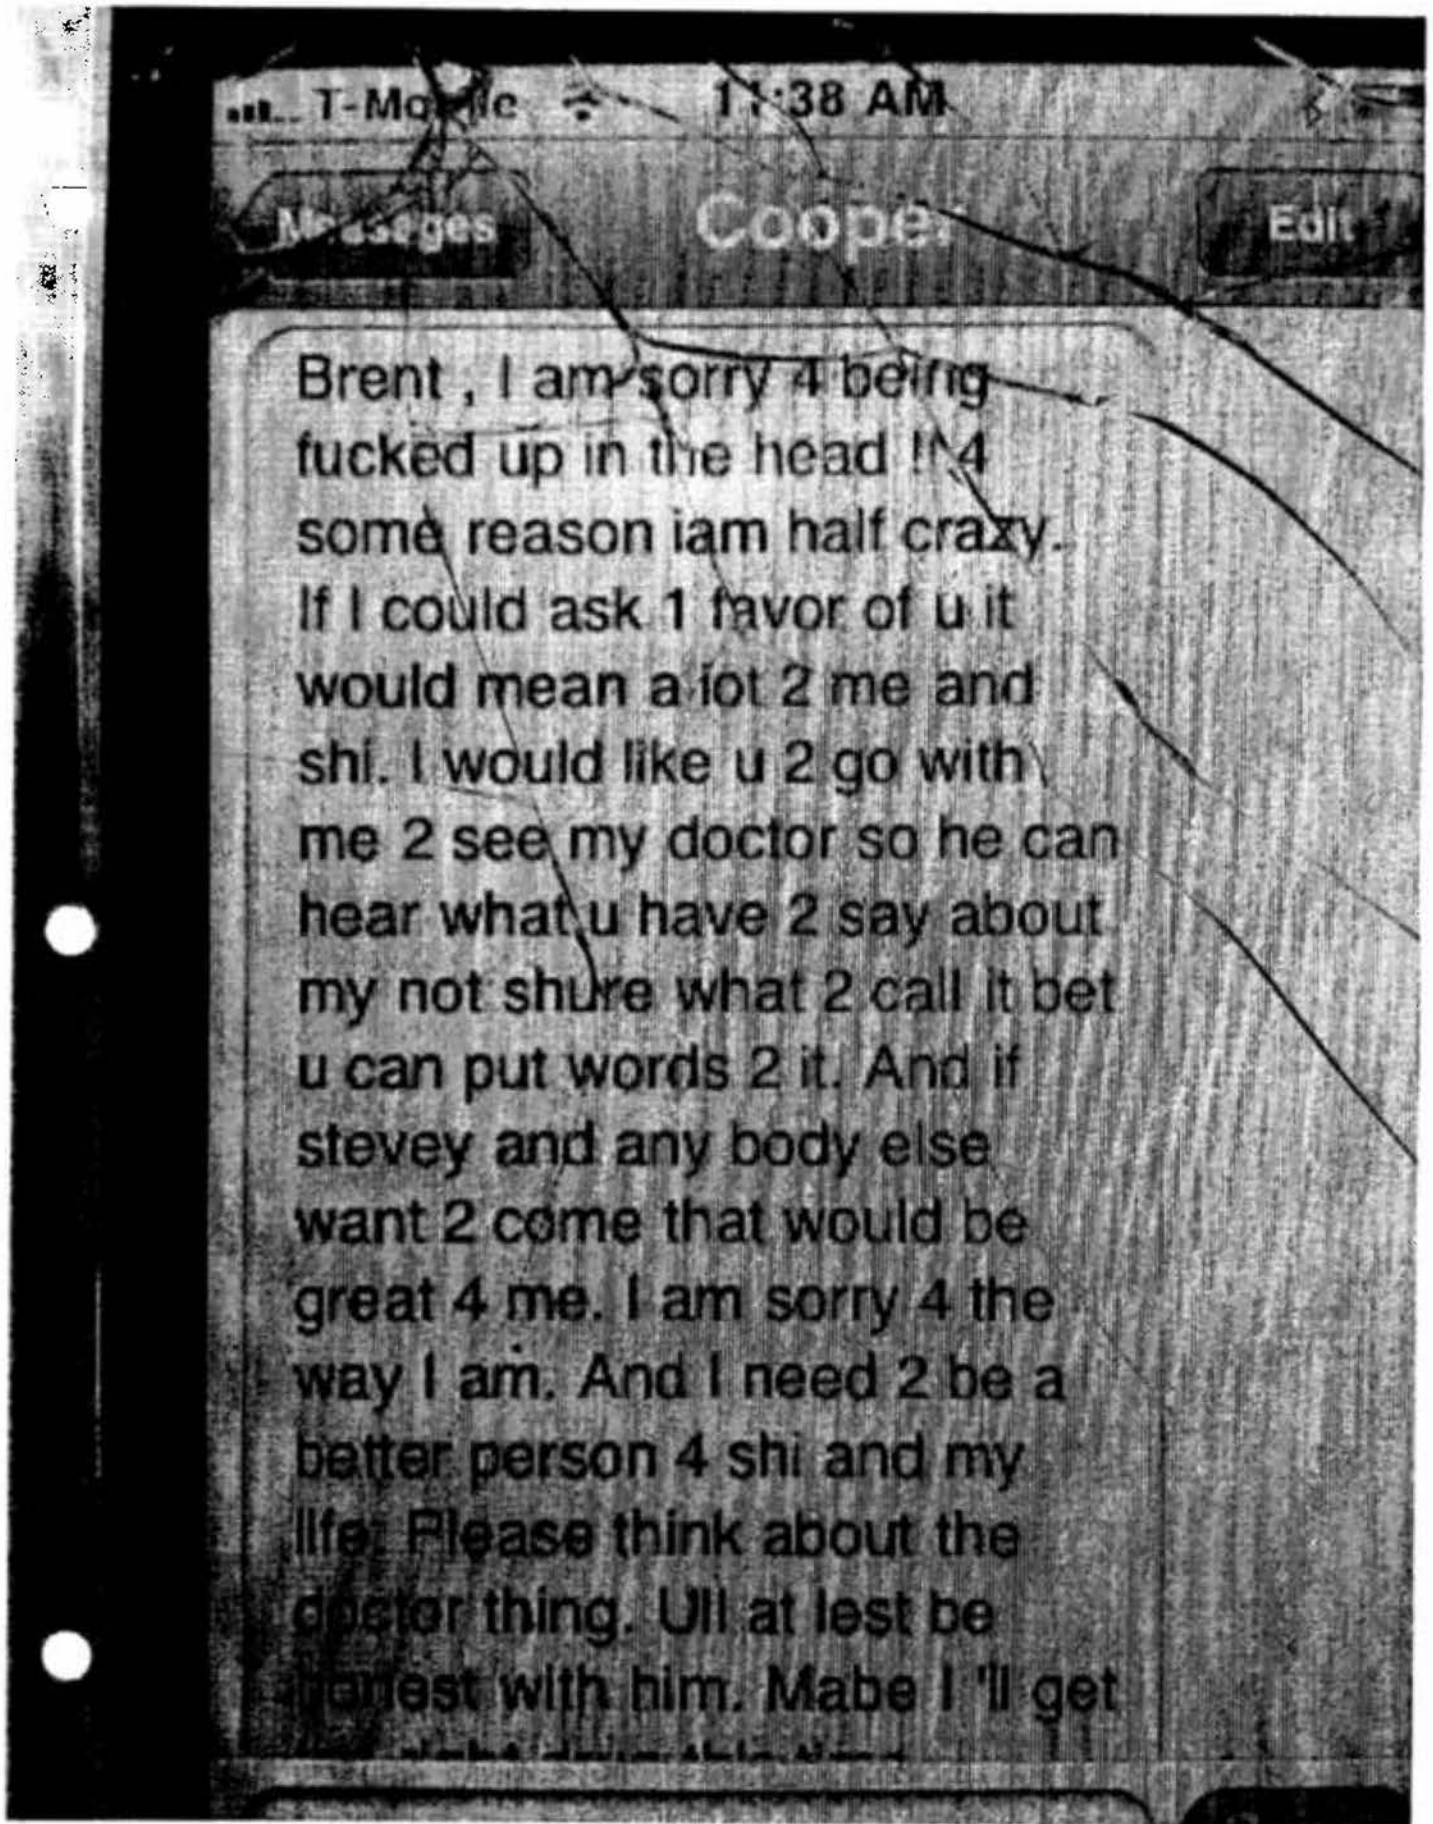 T-Mobile 11:38 AM
Messages Cooper Edit
Brent , I am sorry 4 being
fucked up in the head !! 4
some reason iam half crazy.
If I could ask 1 favor of u it
would mean a lot 2 me and
shi. I would like u 2 go with
me 2 see my doctor so he can
hear what u have 2 say about
my not shure what 2 call it bet
u can put words 2 it. And if
stevey and any body else
want 2 come that would be
great 4 me. I am sorry 4 the
way I am. And I need 2 be a
better person 4 shi and my
life. Please think about the
doctor thing. Ull at lest be
honest with him. Mabe I 'll get